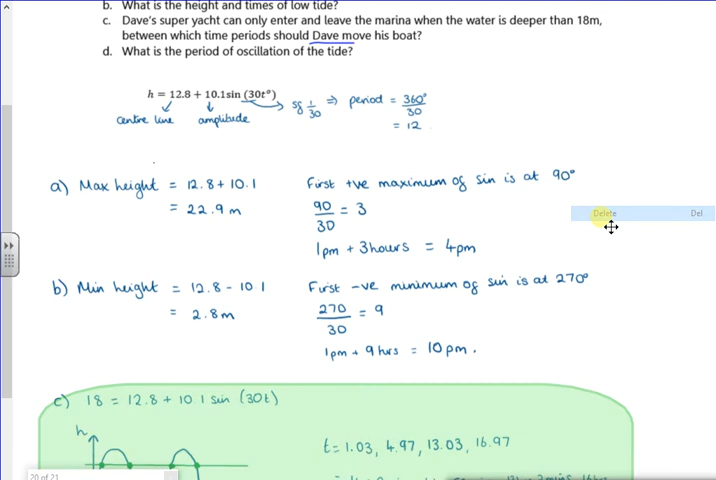 b. What is the height and times of low tide?
c. Dave's super yacht can only enter and leave the marina when the water is deeper than 18m,
between which time periods should Dave move his boat?
d. What is the period of oscillation of the tide?
h = 12.8 + 10.1sin (30t°)
sf 1/30 ⇒ period = 360°/30
= 12
centre line
amplitude
a) Max height = 12.8 + 10.1
= 22.9 m
First +ve maximum of sin is at 90°
90/30 = 3
1pm + 3hours = 4pm
Delete Del
b) Min height = 12.8 - 10.1
= 2.8m
First -ve minimum of sin is at 270°
270/30 = 9
1pm + 9hrs = 10pm.
c) 18 = 12.8 + 10.1 sin (30t)
h
t = 1.03, 4.97, 13.03, 16.97
20 of 21